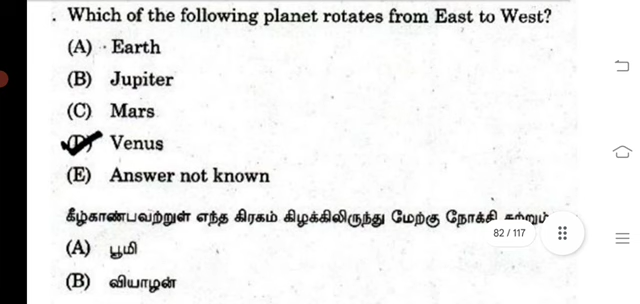 . Which of the following planet rotates from East to West?
(A) Earth
(B) Jupiter
(C) Mars
(D) Venus
(E) Answer not known
கீழ்காண்பவற்றுள் எந்த கிரகம் கிழக்கிலிருந்து மேற்கு நோக்கி சுற்றும்
82 / 117
(A) பூமி
(B) வியாழன்